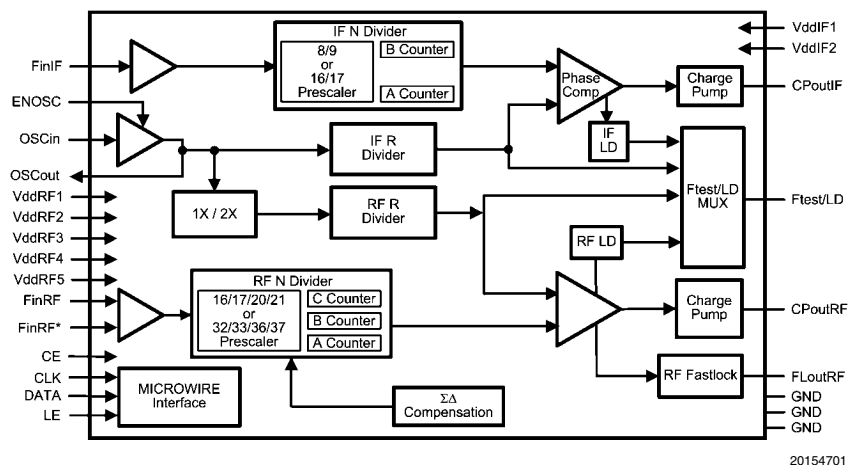 IF N Divider
8/9
or
16/17
Prescaler
B Counter
A Counter
VddIF1
VddIF2
FinIF
Phase
Comp
Charge
Pump
CPoutIF
ENOSC
OSCin
OSCout
IF R
Divider
IF
LD
1X / 2X
RF R
Divider
Ftest/LD
MUX
Ftest/LD
VddRF1
VddRF2
VddRF3
VddRF4
VddRF5
RF LD
FinRF
FinRF*
RF N Divider
16/17/20/21
or
32/33/36/37
Prescaler
C Counter
B Counter
A Counter
Charge
Pump
CPoutRF
CE
CLK
DATA
LE
MICROWIRE
Interface
ΣΔ
Compensation
RF Fastlock
FLoutRF
GND
GND
GND
20154701